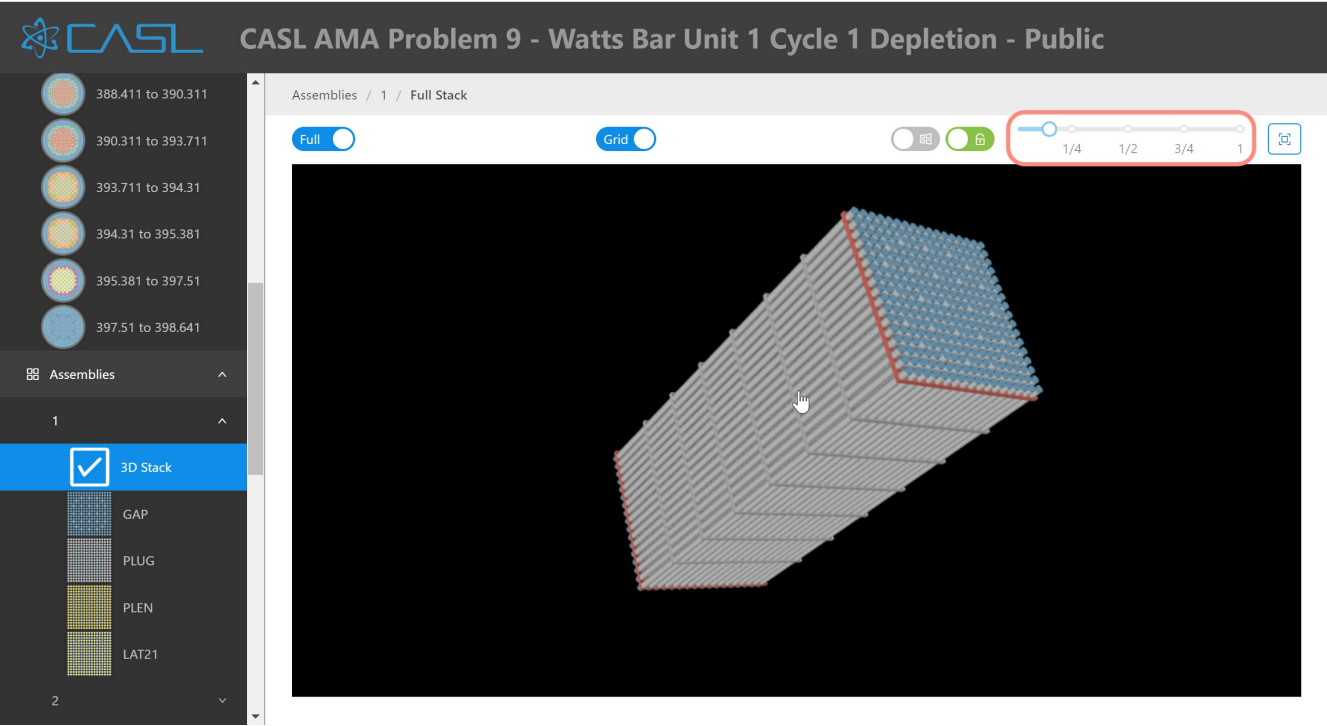 CASL
CASL AMA Problem 9 - Watts Bar Unit 1 Cycle 1 Depletion - Public
388.411 to 390.311
390.311 to 393.711
393.711 to 394.31
394.31 to 395.381
395.381 to 397.51
397.51 to 398.641
Assemblies
1
3D Stack
GAP
PLUG
PLEN
LAT21
2
Assemblies / 1 / Full Stack
Full
Grid
1/4 1/2 3/4 1